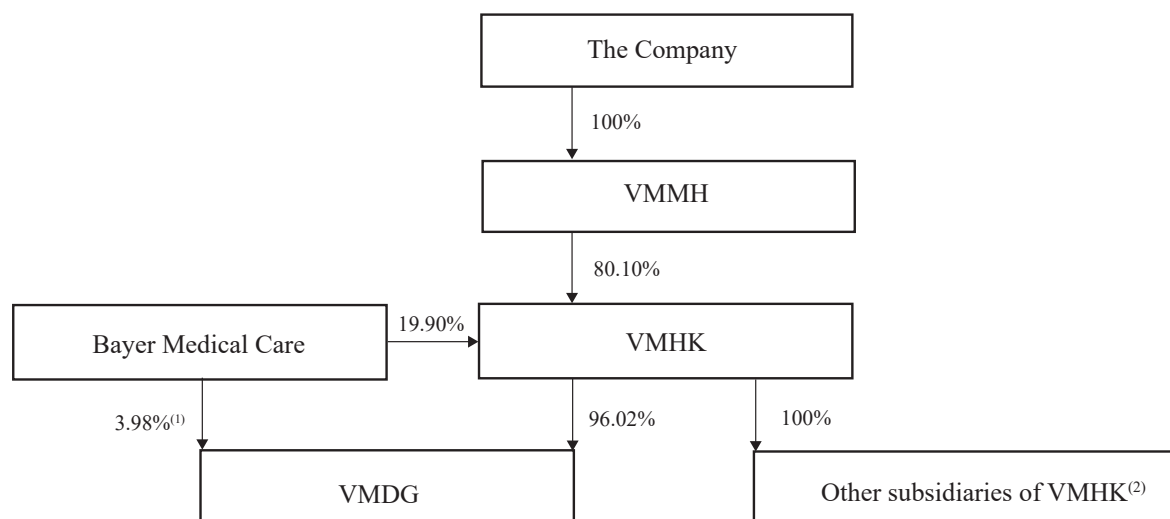 The Company
100%
VMMH
80.10%
Bayer Medical Care
19.90%
VMHK
3.98%(1)
96.02%
100%
VMDG
Other subsidiaries of VMHK(2)